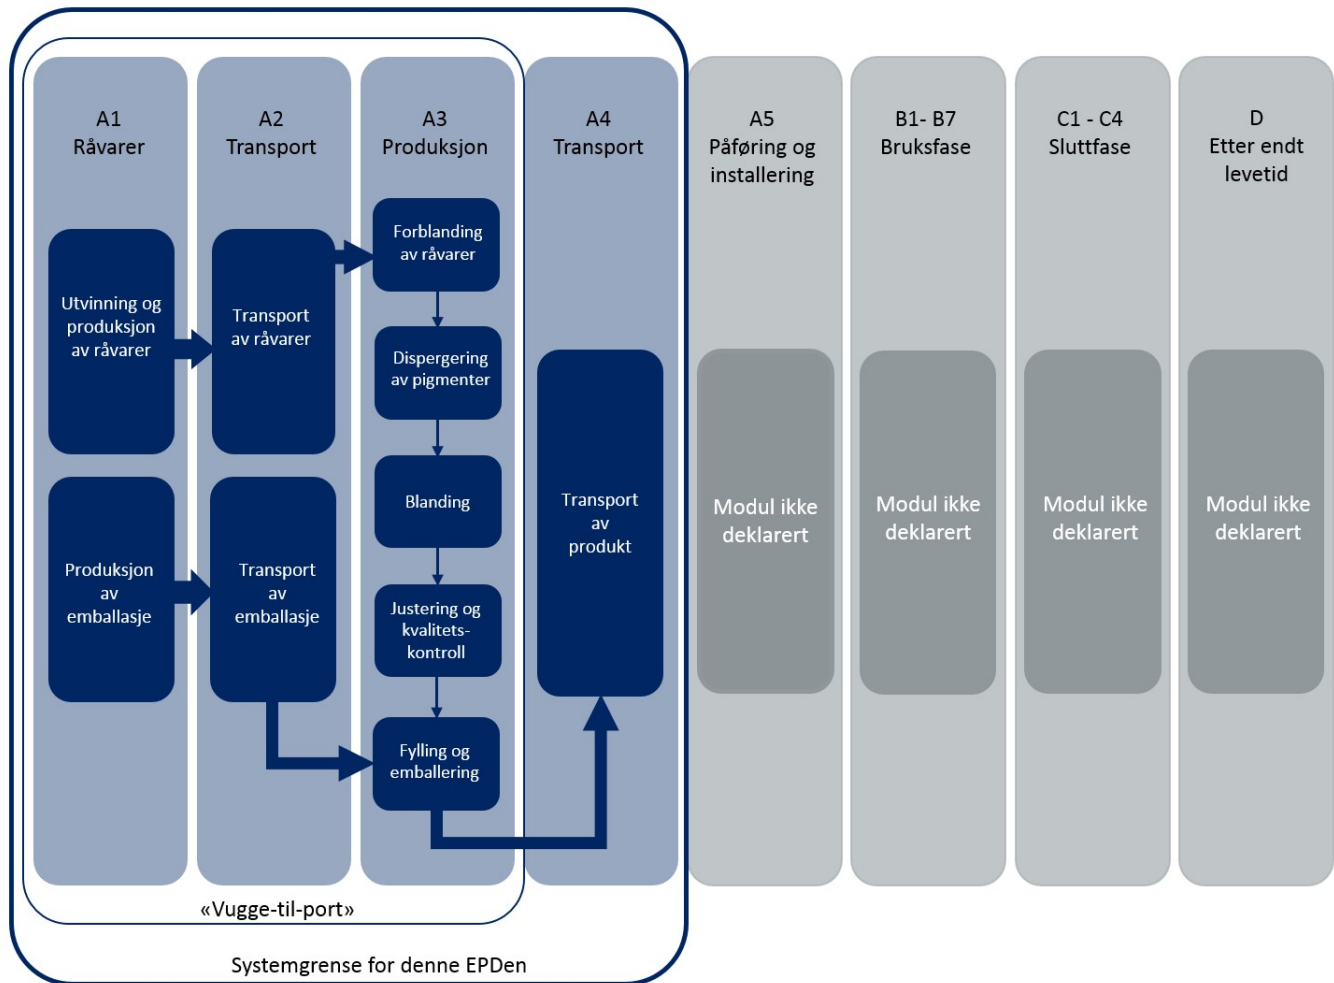 A1
Råvarer
A2
Transport
A3
Produksjon
A4
Transport
A5
Påføring og
installering
B1- B7
Bruksfase
C1 - C4
Sluttfase
D
Etter endt
levetid
Utvinning og
produksjon
av råvarer
Produksjon
av
emballasje
Transport
av råvarer
Transport
av
emballasje
Forblanding
av råvarer
Dispergering
av pigmenter
Blanding
Justering og
kvalitets-
kontroll
Fylling og
emballering
Transport
av
produkt
Modul ikke
deklarert
Modul ikke
deklarert
Modul ikke
deklarert
Modul ikke
deklarert
«Vugge-til-port»
Systemgrense for denne EPDen